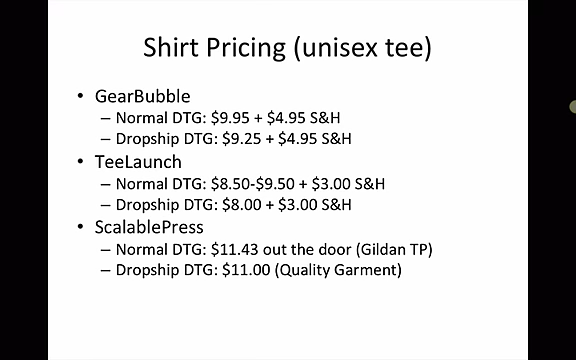 Shirt Pricing (unisex tee)
• GearBubble
– Normal DTG: $9.95 + $4.95 S&H
– Dropship DTG: $9.25 + $4.95 S&H
• TeeLaunch
– Normal DTG: $8.50-$9.50 + $3.00 S&H
– Dropship DTG: $8.00 + $3.00 S&H
• ScalablePress
– Normal DTG: $11.43 out the door (Gildan TP)
– Dropship DTG: $11.00 (Quality Garment)